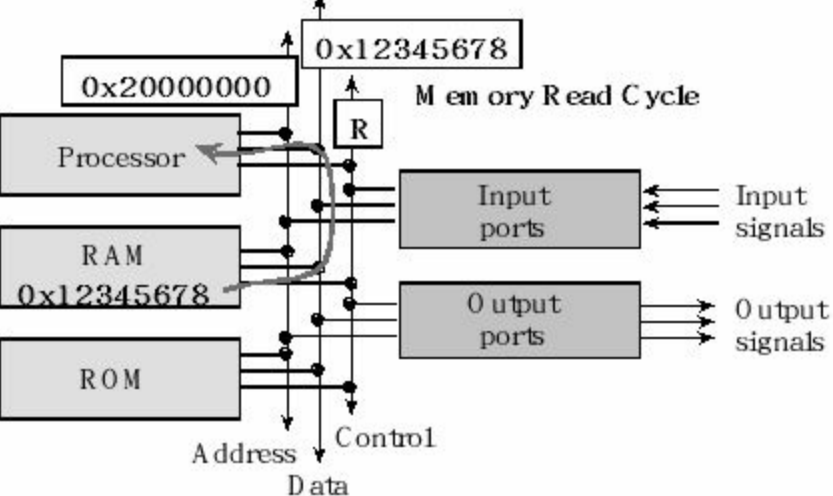 0x12345678
0x20000000
Memory Read Cycle
R
Processor
Input
ports
Input
signals
RAM
0x12345678
Output
ports
Output
signals
ROM
Address
Control
Data